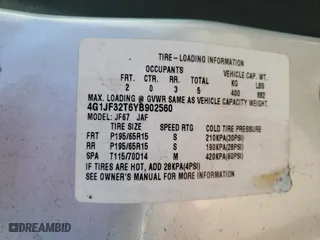 TIRE-LOADING INFORMATION
OCCUPANTS VEHICLE CAP. WT.
FRT CTR RR TOTAL KG LBS
2 0 3 5 400 882
MAX. LOADING @ GVWR SAME AS VEHICLE CAPACITY WEIGHT
4G1JF32T6YB902560
MODEL: JF67 JAF
TIRE SIZE SPEED RTG COLD TIRE PRESSURE
FRT P195/65R15 S 210KPA(30PSI)
RR P195/65R15 S 190KPA(28PSI)
SPA T115/70D14 M 420KPA(60PSI)
IF TIRES ARE HOT, ADD 28KPA(4PSI)
SEE OWNER'S MANUAL FOR MORE INFORMATION